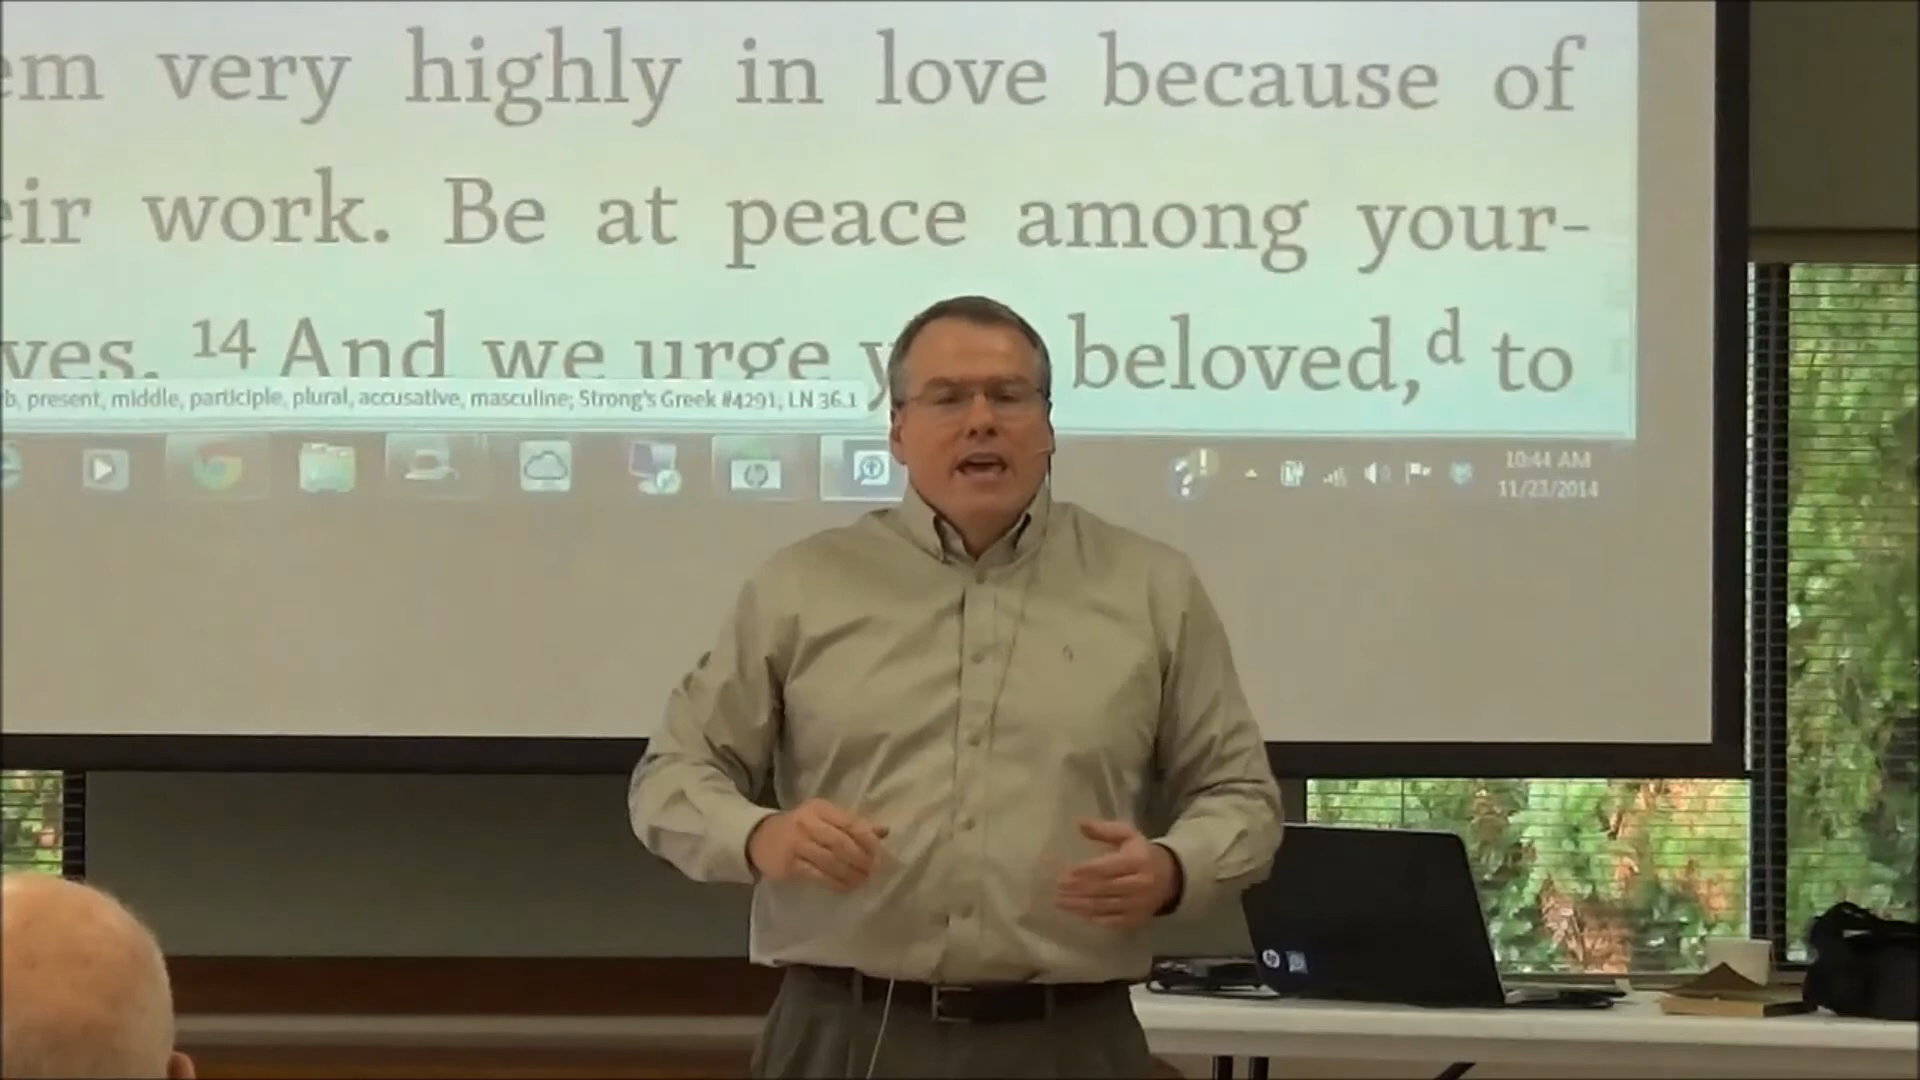 em very highly in love because of
eir work. Be at peace among your-
ves. 14 And we urge y beloved,d to
b, present, middle, participle, plural, accusative, masculine; Strong's Greek #4291, LN 36.1
10:44 AM
11/23/2014
hp
hp